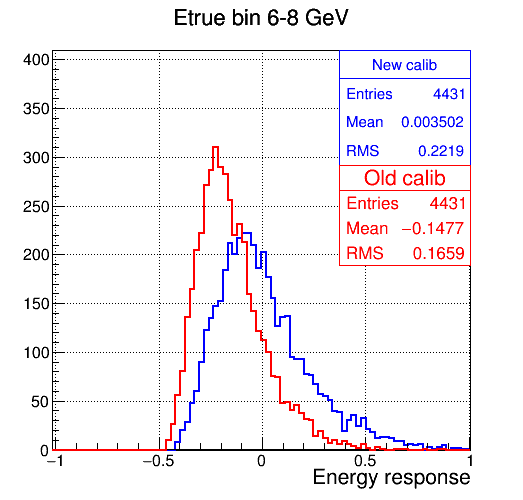 Etrue bin 6-8 GeV
New calib
Entries 4431
Mean 0.003502
RMS 0.2219
Old calib
Entries 4431
Mean −0.1477
RMS 0.1659
400
350
300
250
200
150
100
50
0
−1 −0.5 0 0.5 1
Energy response